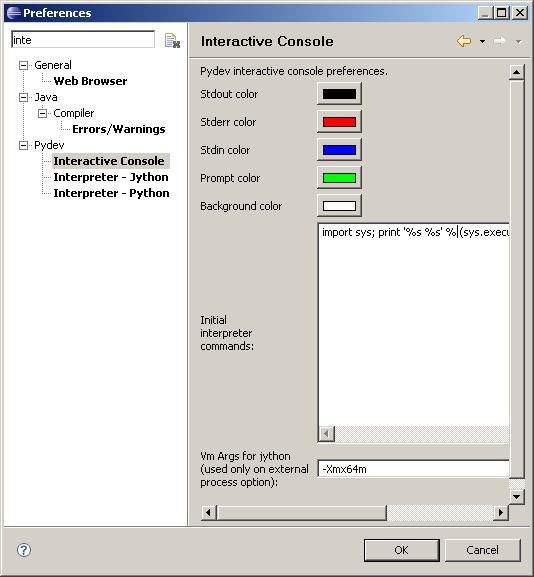 Preferences
inte
General
Web Browser
Java
Compiler
Errors/Warnings
Pydev
Interactive Console
Interpreter - Jython
Interpreter - Python
Interactive Console
Pydev interactive console preferences.
Stdout color
Stderr color
Stdin color
Prompt color
Background color
Initial
interpreter
commands:
import sys; print '%s %s' %(sys.execu
Vm Args for jython
(used only on external
process option):
-Xmx64m
?
OK
Cancel